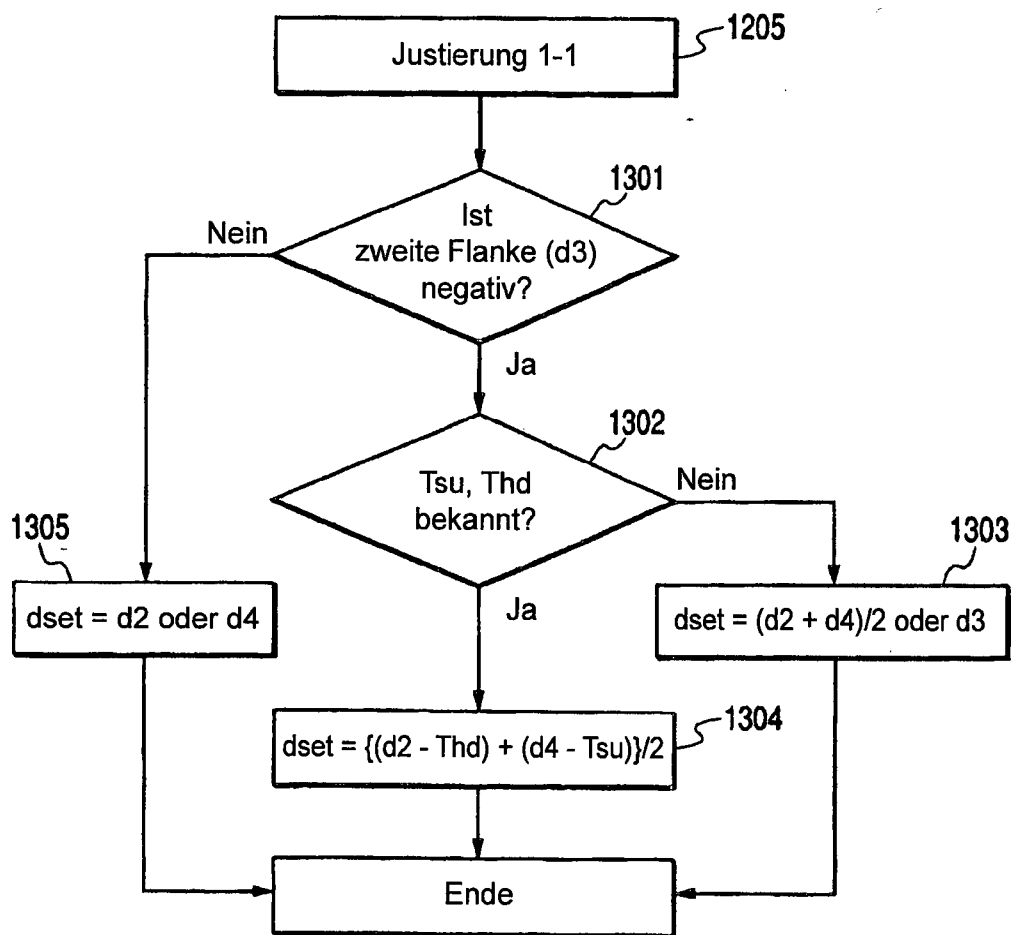 1205
Justierung 1-1
1301
Ist
zweite Flanke (d3)
negativ?
Nein
Ja
1302
Tsu, Thd
bekannt?
Nein
Ja
1305
dset = d2 oder d4
1303
dset = (d2 + d4)/2 oder d3
1304
dset = {(d2 - Thd) + (d4 - Tsu)}/2
Ende